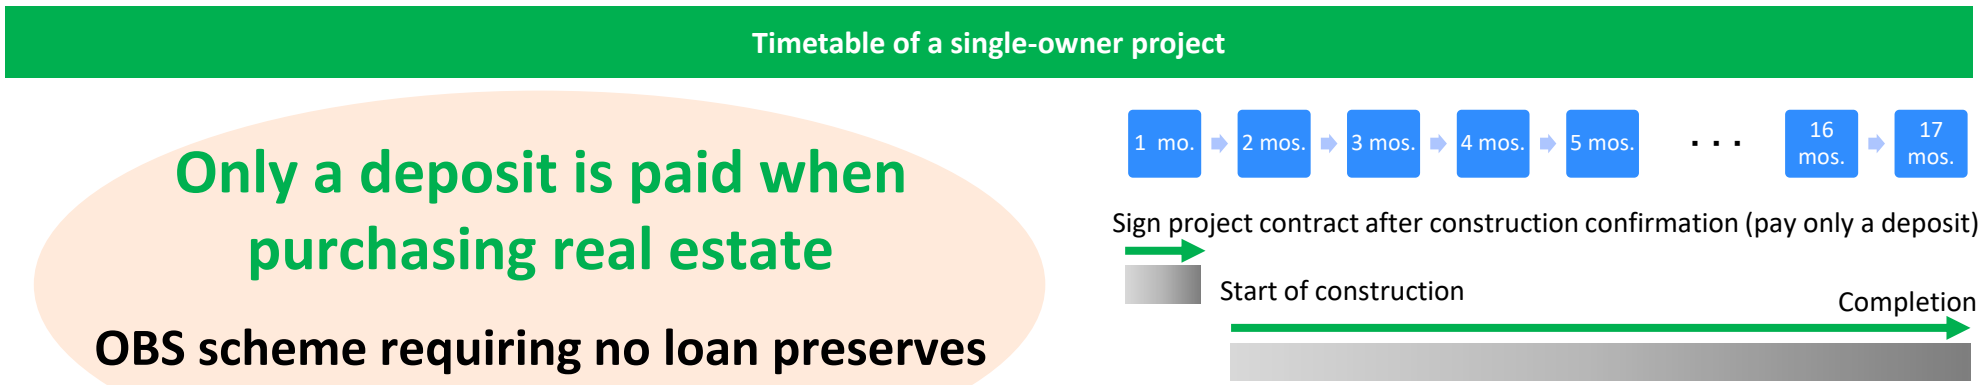 Timetable of a single-owner project
Only a deposit is paid when
purchasing real estate
OBS scheme requiring no loan preserves
1 mo.
2 mos.
3 mos.
4 mos.
5 mos.
. . .
16
mos.
17
mos.
Sign project contract after construction confirmation (pay only a deposit)
Start of construction
Completion